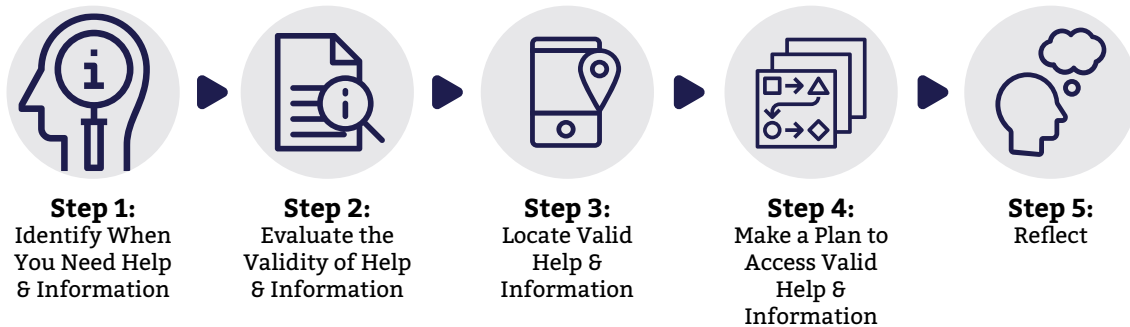 Step 1:
Identify When
You Need Help
& Information
Step 2:
Evaluate the
Validity of Help
& Information
Step 3:
Locate Valid
Help &
Information
Step 4:
Make a Plan to
Access Valid
Help &
Information
Step 5:
Reflect